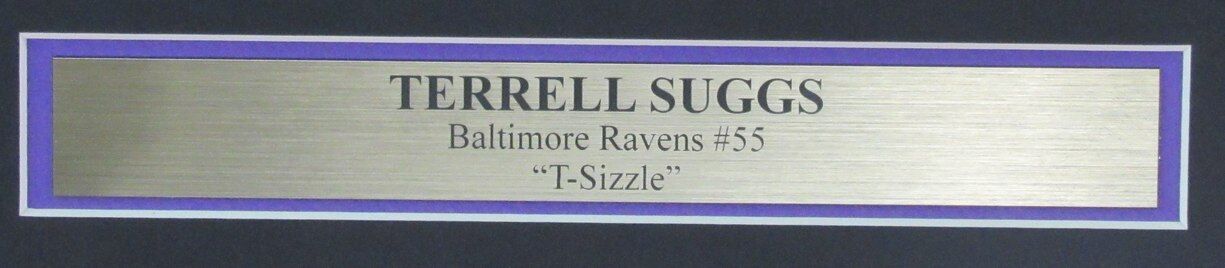 TERRELL SUGGS
Baltimore Ravens #55
“T-Sizzle”